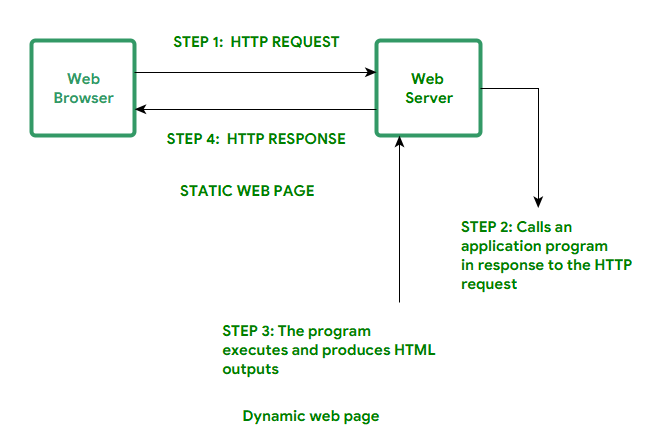 STEP 1: HTTP REQUEST
Web
Browser
Web
Server
STEP 4: HTTP RESPONSE
STATIC WEB PAGE
STEP 2: Calls an
application program
in response to the HTTP
request
STEP 3: The program
executes and produces HTML
outputs
Dynamic web page